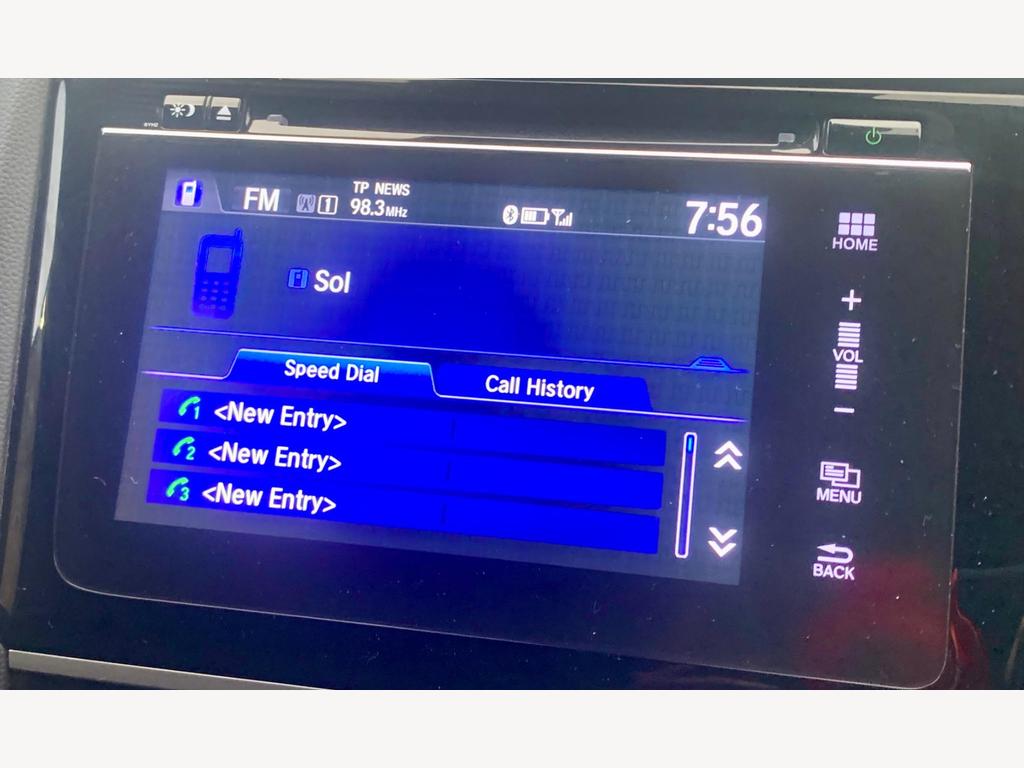 FM 1 TP NEWS 98.3MHz 7:56
Sol
Speed Dial Call History
1 <New Entry>
2 <New Entry>
3 <New Entry>
HOME
+
VOL
−
MENU
BACK